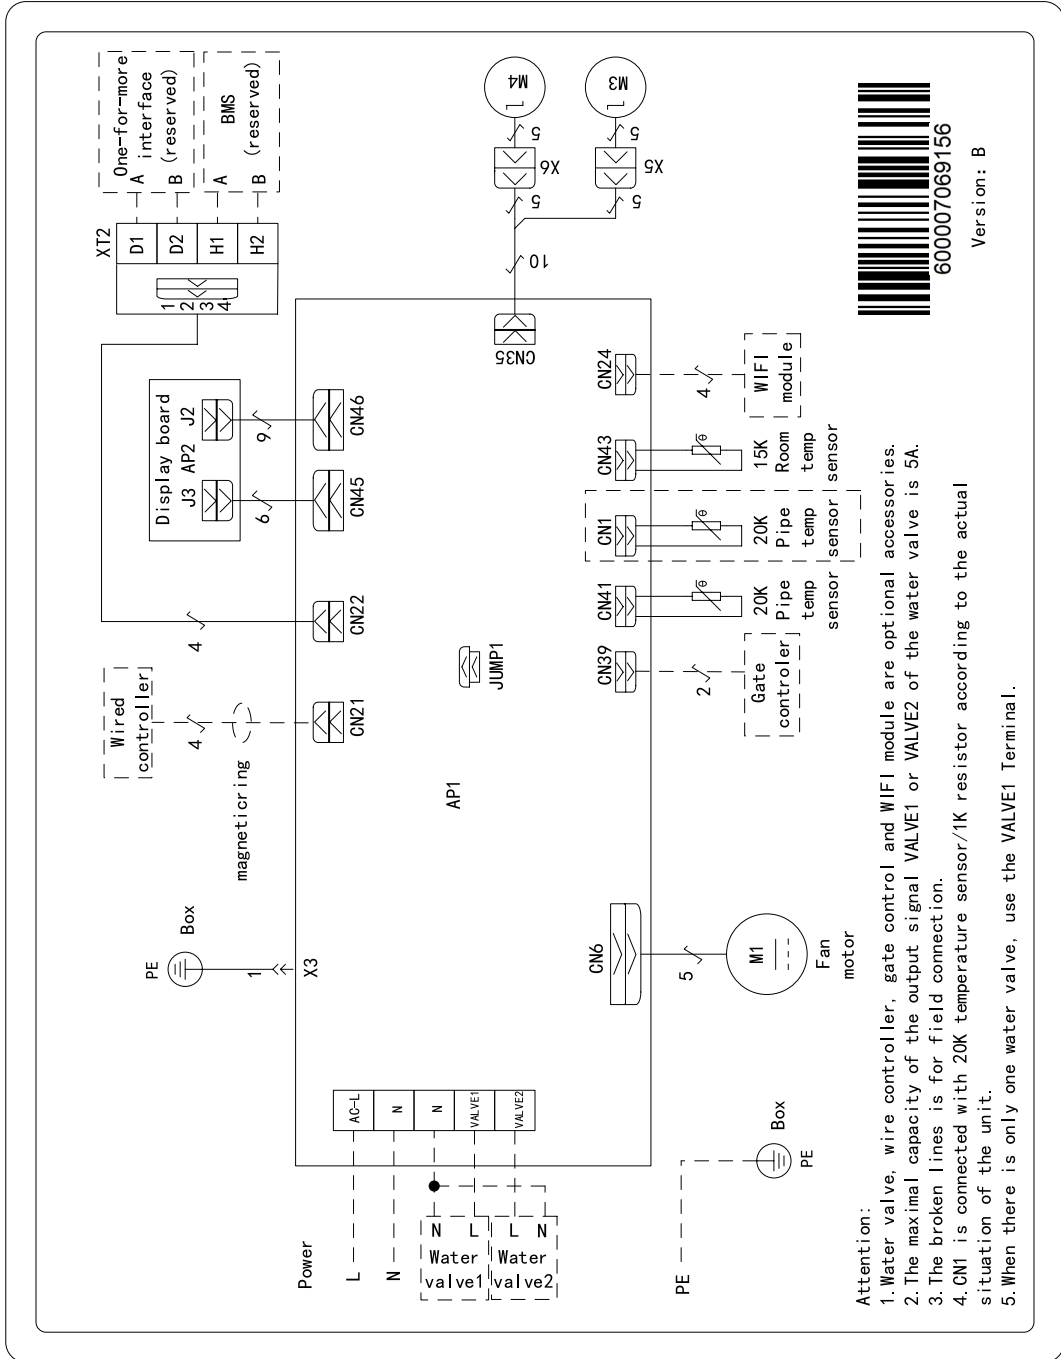 Power
L
N
N
L
Water
valve1
L
N
Water
valve2
AC-L
N
N
VALVE1
VALVE2
PE
Box
1
X3
PE
Box
PE
magneticring
Wired
controller
4
CN21
4
CN22
XT2
D1
D2
H1
H2
1
2
3
4
One-for-more
interface
(reserved)
A
B
BMS
(reserved)
A
B
Display board
J3
AP2
J2
6
9
CN45
CN46
AP1
JUMP1
CN35
10
5
5
X6
X5
5
5
M4
M3
CN6
5
M1
Fan
motor
CN39
2
Gate
controler
CN41
θ
20K
Pipe
temp
sensor
CN1
θ
20K
Pipe
temp
sensor
CN43
θ
15K
Room
temp
sensor
CN24
4
WIFI
module
Attention:
1.Water valve, wire controller, gate control and WIFI module are optional accessories.
2.The maximal capacity of the output signal VALVE1 or VALVE2 of the water valve is 5A.
3.The broken lines is for field connection.
4.CN1 is connected with 20K temperature sensor/1K resistor according to the actual
situation of the unit.
5.When there is only one water valve, use the VALVE1 Terminal.
600007069156
Version: B